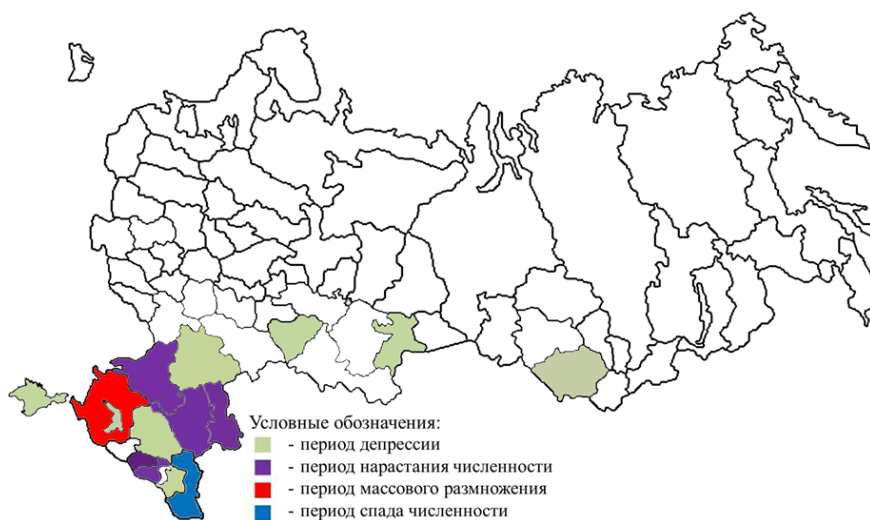 Условные обозначения:
- период депрессии
- период нарастания численности
- период массового размножения
- период спада численности